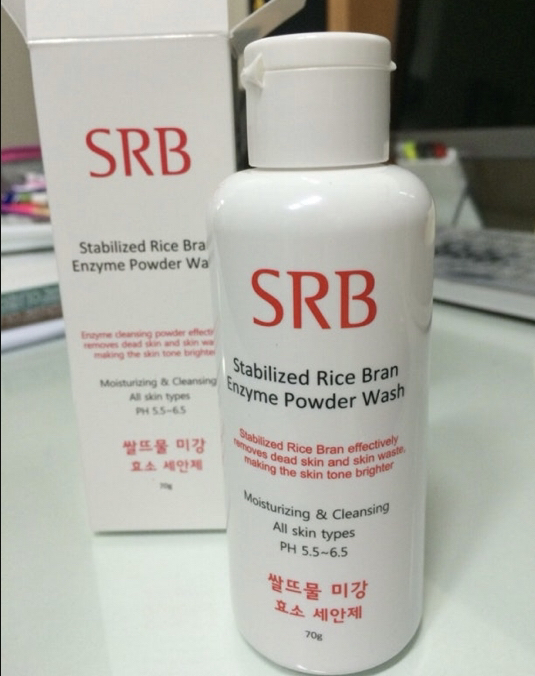 SRB
Stabilized Rice Bra
Enzyme Powder Wa
Enzyme cleansing powder effecti
removes dead skin and skin wa
making the skin tone brighter
Moisturizing & Cleansing
All skin types
PH 5.5~6.5
쌀뜨물 미강
효소 세안제
70g
SRB
Stabilized Rice Bran
Enzyme Powder Wash
Stabilized Rice Bran effectively
removes dead skin and skin waste,
making the skin tone brighter
Moisturizing & Cleansing
All skin types
PH 5.5~6.5
쌀뜨물 미강
효소 세안제
70g